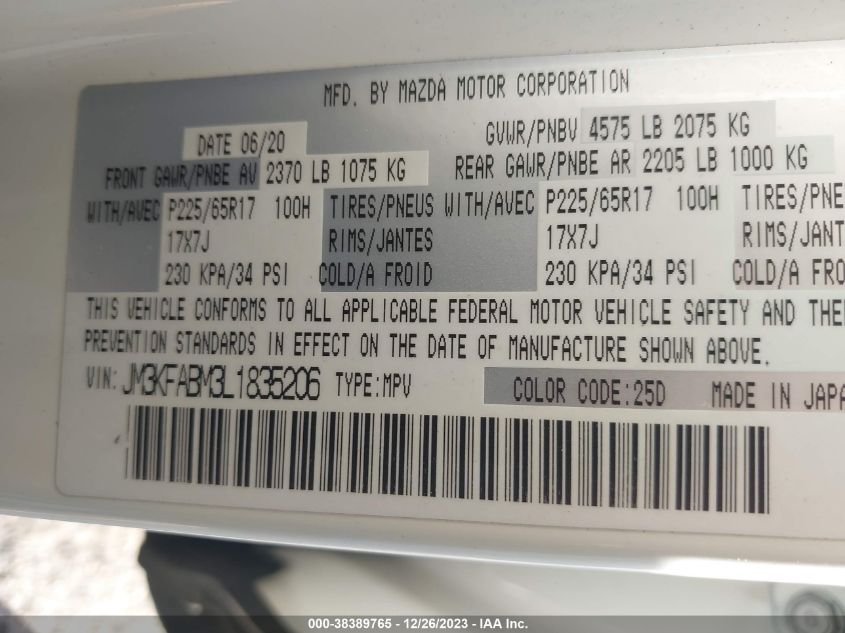 MFD. BY MAZDA MOTOR CORPORATION
DATE 06/20 GVWR/PNBV 4575 LB 2075 KG
FRONT GAWR/PNBE AV 2370 LB 1075 KG REAR GAWR/PNBE AR 2205 LB 1000 KG
WITH/AVEC P225/65R17 100H TIRES/PNEUS WITH/AVEC P225/65R17 100H TIRES/PNE
17X7J RIMS/JANTES 17X7J RIMS/JANT
230 KPA/34 PSI COLD/A FROID 230 KPA/34 PSI COLD/A FRO
THIS VEHICLE CONFORMS TO ALL APPLICABLE FEDERAL MOTOR VEHICLE SAFETY AND THE
PREVENTION STANDARDS IN EFFECT ON THE DATE OF MANUFACTURE SHOWN ABOVE.
VIN: JM3KFABM3L1835206 TYPE:MPV COLOR CODE:25D MADE IN JAPA
000-38389765 - 12/26/2023 - IAA Inc.